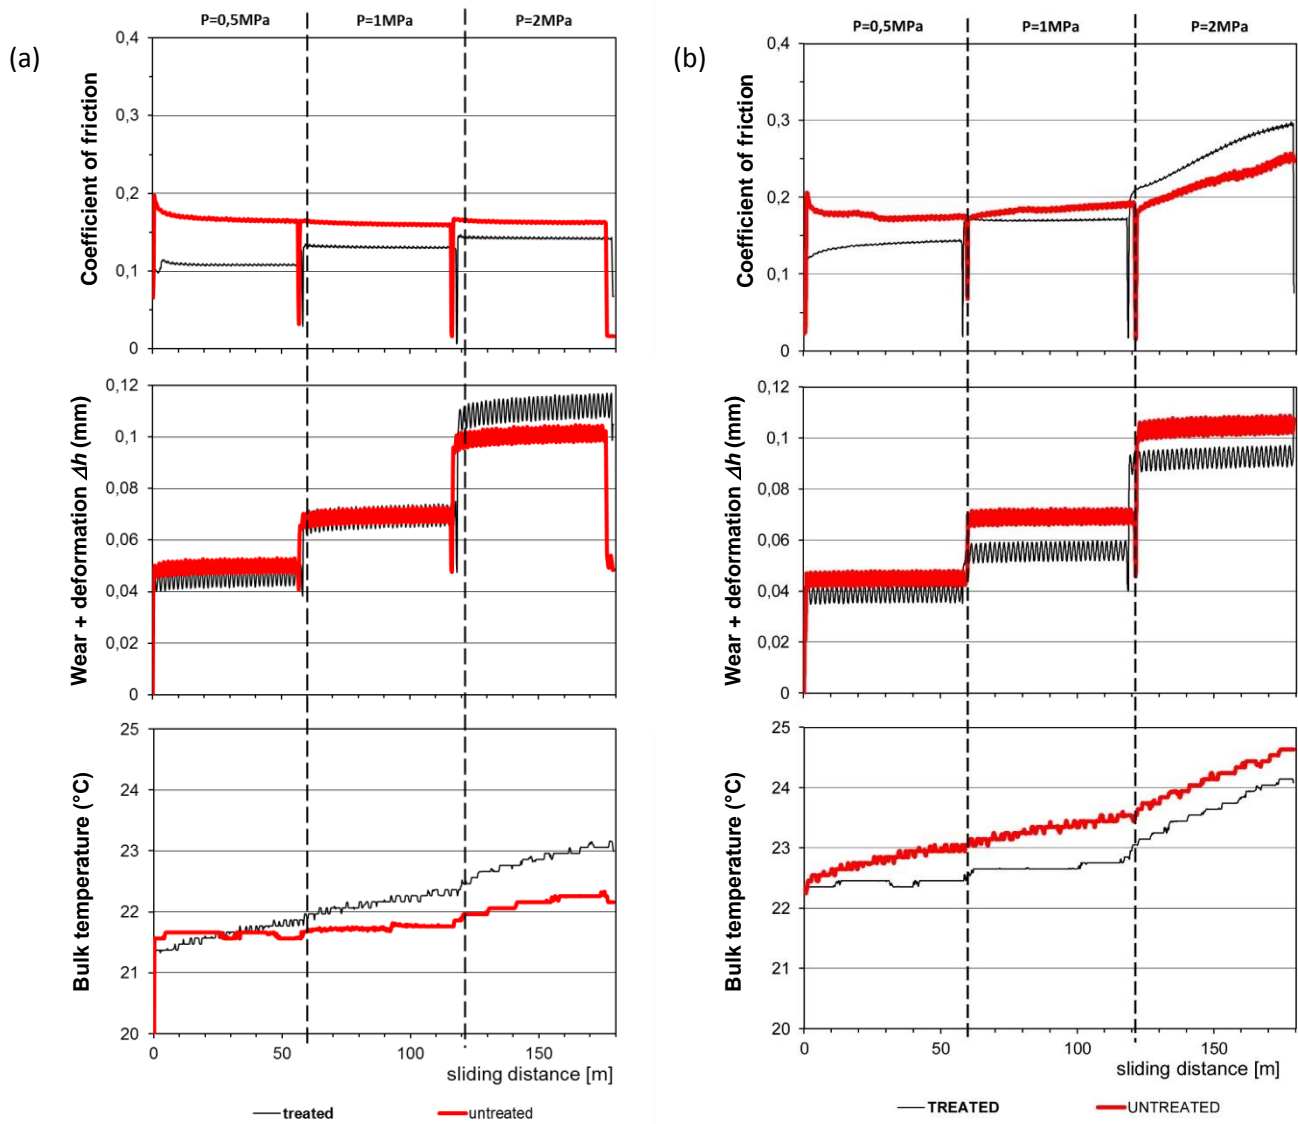 (a)
P=0,5MPa P=1MPa P=2MPa
Coefficient of friction
0,4
0,3
0,2
0,1
0
Wear + deformation Δh (mm)
0,12
0,1
0,08
0,06
0,04
0,02
0
Bulk temperature (°C)
25
24
23
22
21
20
0 50 100 150
sliding distance [m]
treated untreated
(b)
P=0,5MPa P=1MPa P=2MPa
Coefficient of friction
0,4
0,3
0,2
0,1
0
Wear + deformation Δh (mm)
0,12
0,1
0,08
0,06
0,04
0,02
0
Bulk temperature (°C)
25
24
23
22
21
20
0 50 100 150
sliding distance [m]
TREATED UNTREATED